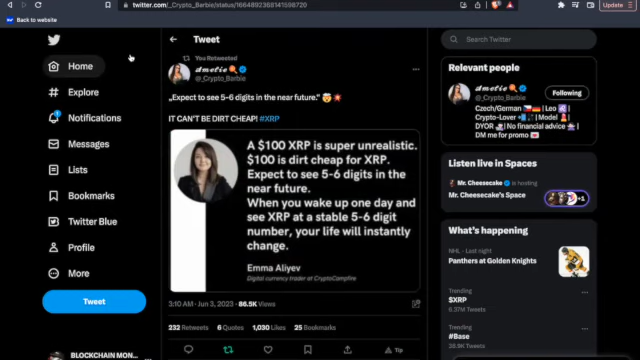 twitter.com/_Crypto_Barbie/status/1664892368141598720
Update
Back to website
Home
Explore
Notifications
Messages
Lists
Bookmarks
Twitter Blue
Profile
More
Tweet
BLOCKCHAIN MON...
Tweet
You Retweeted
𝓐𝓶𝓮𝓵𝓲𝓮
@_Crypto_Barbie
„Expect to see 5-6 digits in the near future."
IT CAN'T BE DIRT CHEAP! #XRP
A $100 XRP is super unrealistic.
$100 is dirt cheap for XRP.
Expect to see 5-6 digits in the
near future.
When you wake up one day and
see XRP at a stable 5-6 digit
number, your life will instantly
change.
Emma Aliyev
Digital currency trader at CryptoCampfire
3:10 AM · Jun 3, 2023 · 86.5K Views
232 Retweets 6 Quotes 1,030 Likes 25 Bookmarks
Tip
Search Twitter
Relevant people
𝓐𝓶𝓮𝓵𝓲𝓮
@_Crypto_Barbie
Following
Czech/German | Leo
Crypto-Lover | Model
DYOR | No financial advice
DM me for promo
Listen live in Spaces
Mr. Cheesecake is hosting
Mr. Cheesecake's Space
+1
What's happening
NHL · Last night
Panthers at Golden Knights
Trending
$XRP
6.37M Tweets
Trending
#Base